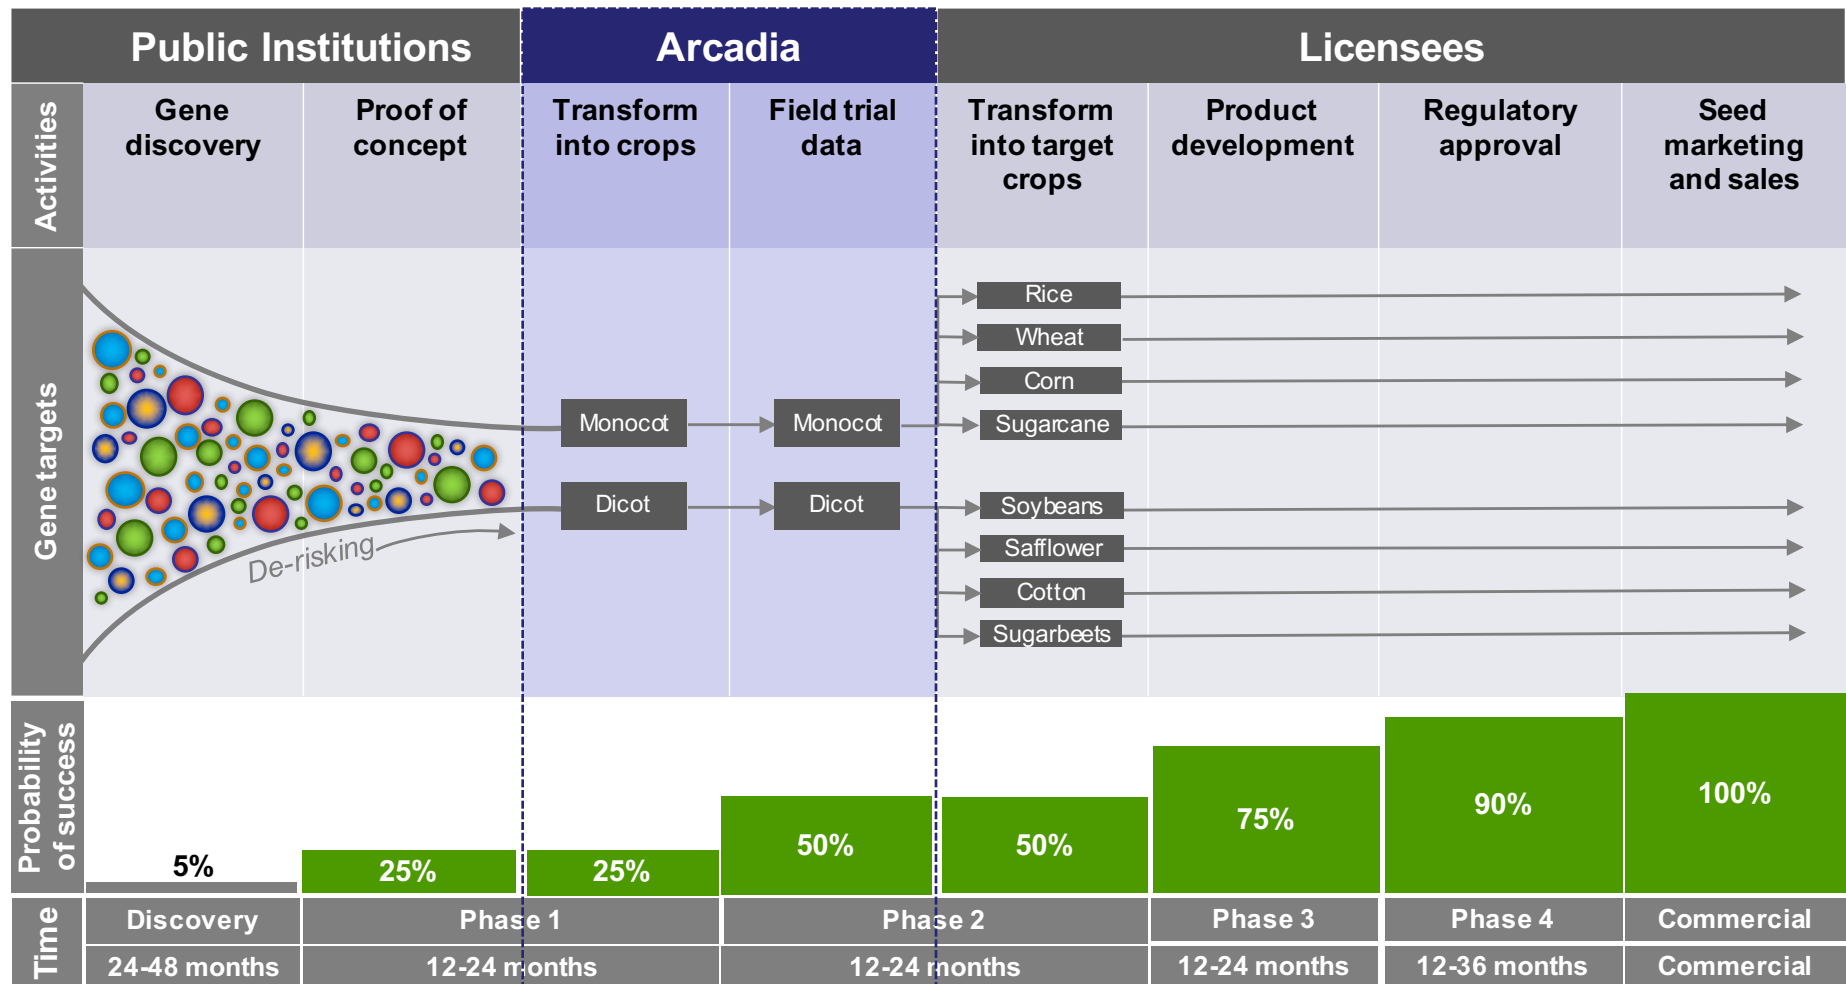 Public Institutions
Arcadia
Licensees
Activities
Gene
discovery
Proof of
concept
Transform
into crops
Field trial
data
Transform
into target
crops
Product
development
Regulatory
approval
Seed
marketing
and sales
Gene targets
De-risking
Monocot
Monocot
Dicot
Dicot
Rice
Wheat
Corn
Sugarcane
Soybeans
Safflower
Cotton
Sugarbeets
Probability
of success
5%
25%
25%
50%
50%
75%
90%
100%
Time
Discovery
Phase 1
Phase 2
Phase 3
Phase 4
Commercial
24-48 months
12-24 months
12-24 months
12-24 months
12-36 months
Commercial